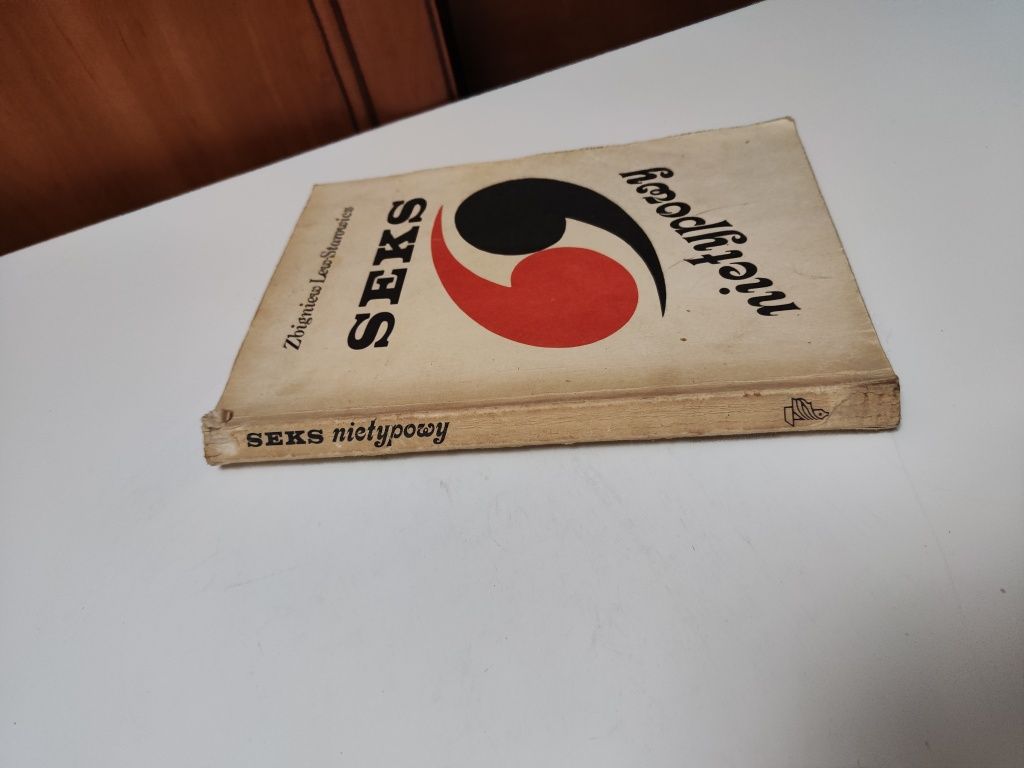 Zbigniew Lew-Starowicz
SEKS
nietypowy
SEKS nietypowy